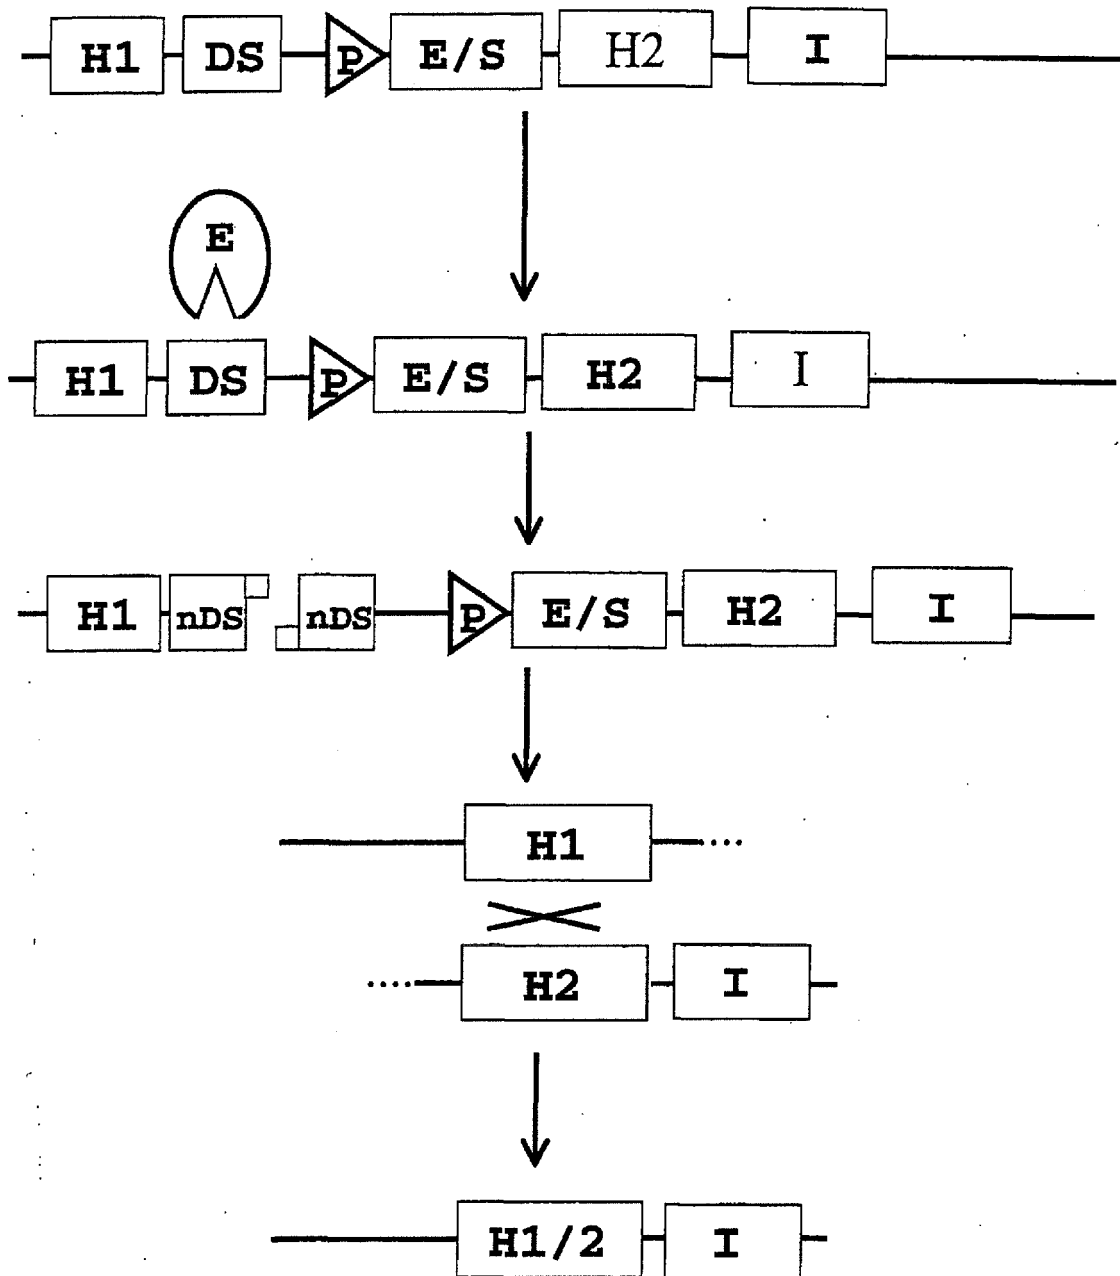 H1 DS P E/S H2 I
E
H1 DS P E/S H2 I
H1 nDS nDS P E/S H2 I
H1 ....
.... H2 I
H1/2 I